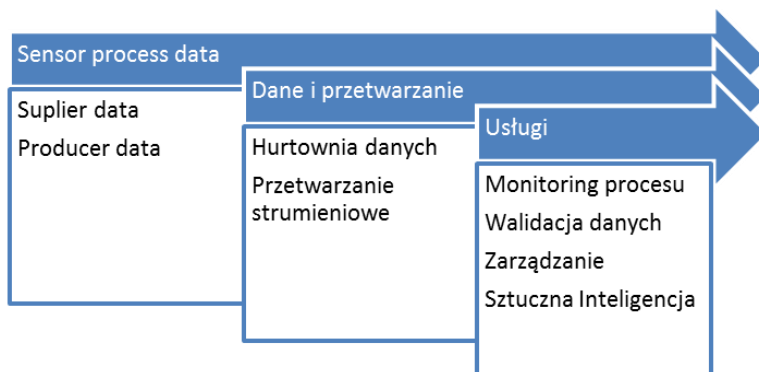 Sensor process data
Suplier data
Producer data
Dane i przetwarzanie
Hurtownia danych
Przetwarzanie
strumieniowe
Usługi
Monitoring procesu
Walidacja danych
Zarządzanie
Sztuczna Inteligencja